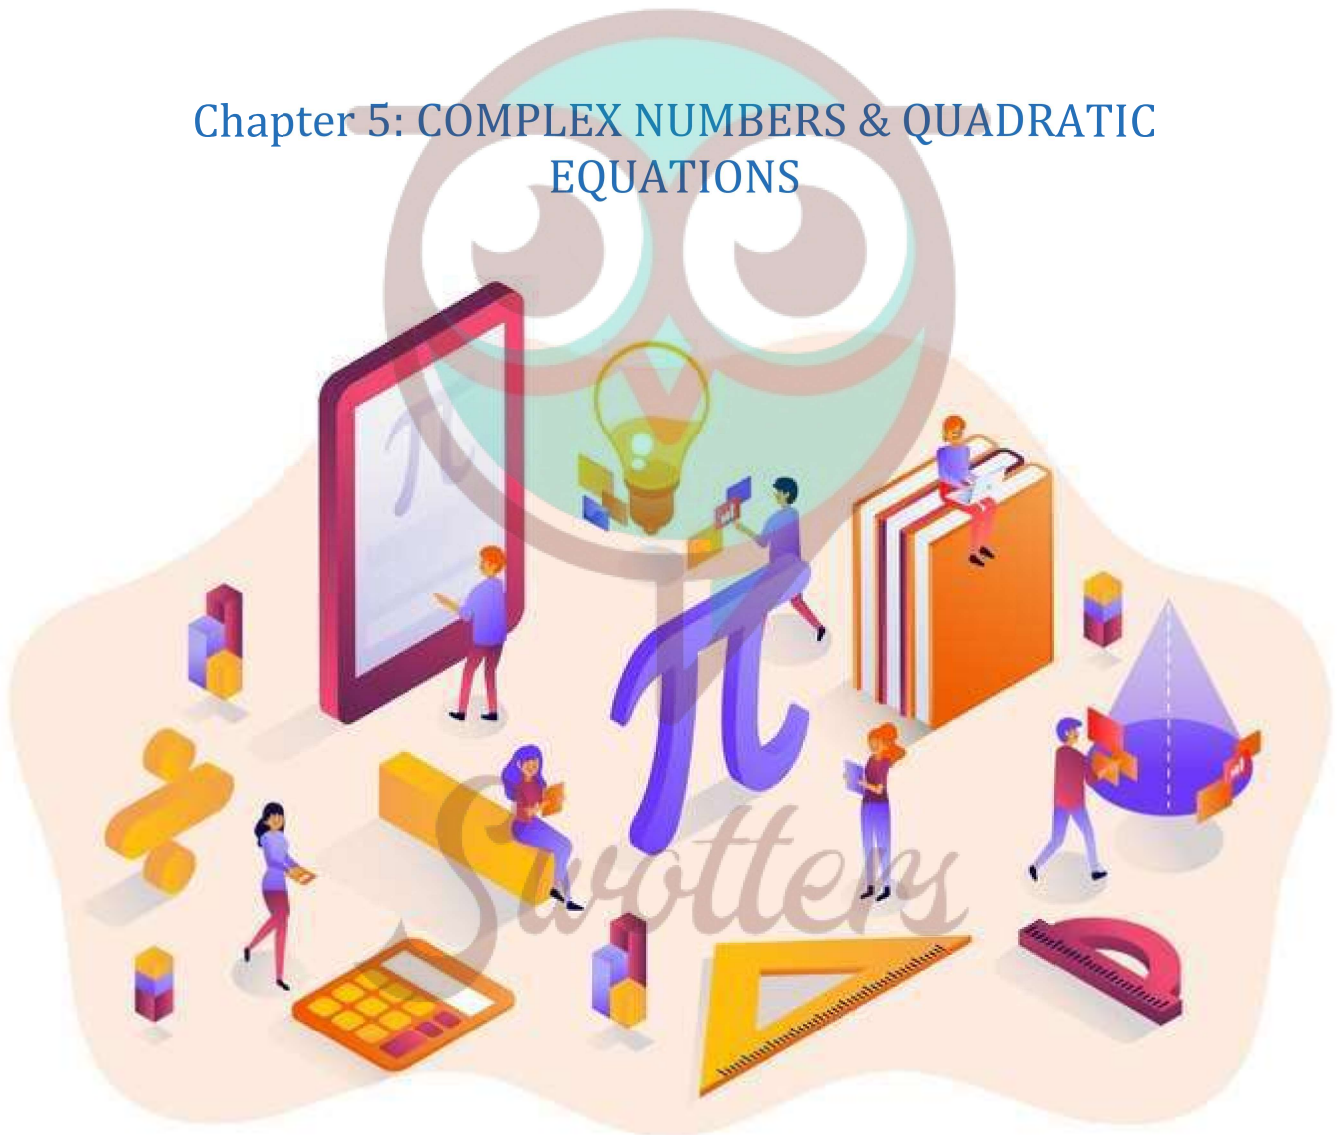 Chapter 5: COMPLEX NUMBERS & QUADRATIC
EQUATIONS
π
π
Swotters